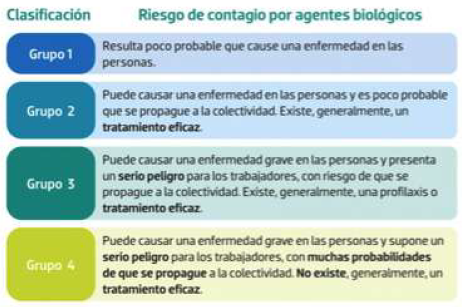 Clasificación
Riesgo de contagio por agentes biológicos
Grupo 1
Resulta poco probable que cause una enfermedad en las
personas.
Grupo 2
Puede causar una enfermedad en las personas y es poco probable
que se propague a la colectividad. Existe, generalmente, un
tratamiento eficaz.
Grupo 3
Puede causar una enfermedad grave en las personas y presenta
un serio peligro para los trabajadores, con riesgo de que se
propague a la colectividad. Existe, generalmente, una profilaxis o
tratamiento eficaz.
Grupo 4
Puede causar una enfermedad grave en las personas y supone un
serio peligro para los trabajadores, con muchas probabilidades
de que se propague a la colectividad. No existe, generalmente, un
tratamiento eficaz.